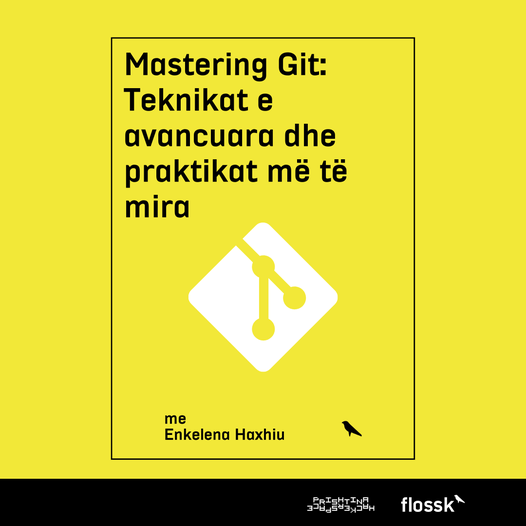 Mastering Git:
Teknikat e
avancuara dhe
praktikat më të
mira
me
Enkelena Haxhiu
PRISHTINA
HACKERSPACE
flossk